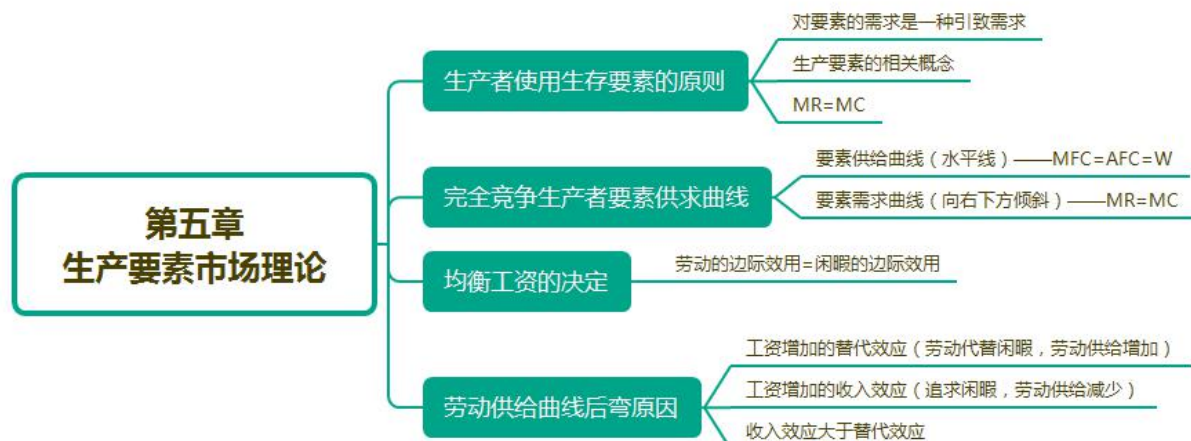 第五章
生产要素市场理论
生产者使用生存要素的原则
对要素的需求是一种引致需求
生产要素的相关概念
MR=MC
完全竞争生产者要素供求曲线
要素供给曲线（水平线）——MFC=AFC=W
要素需求曲线（向右下方倾斜）——MR=MC
均衡工资的决定
劳动的边际效用=闲暇的边际效用
劳动供给曲线后弯原因
工资增加的替代效应（劳动代替闲暇，劳动供给增加）
工资增加的收入效应（追求闲暇，劳动供给减少）
收入效应大于替代效应